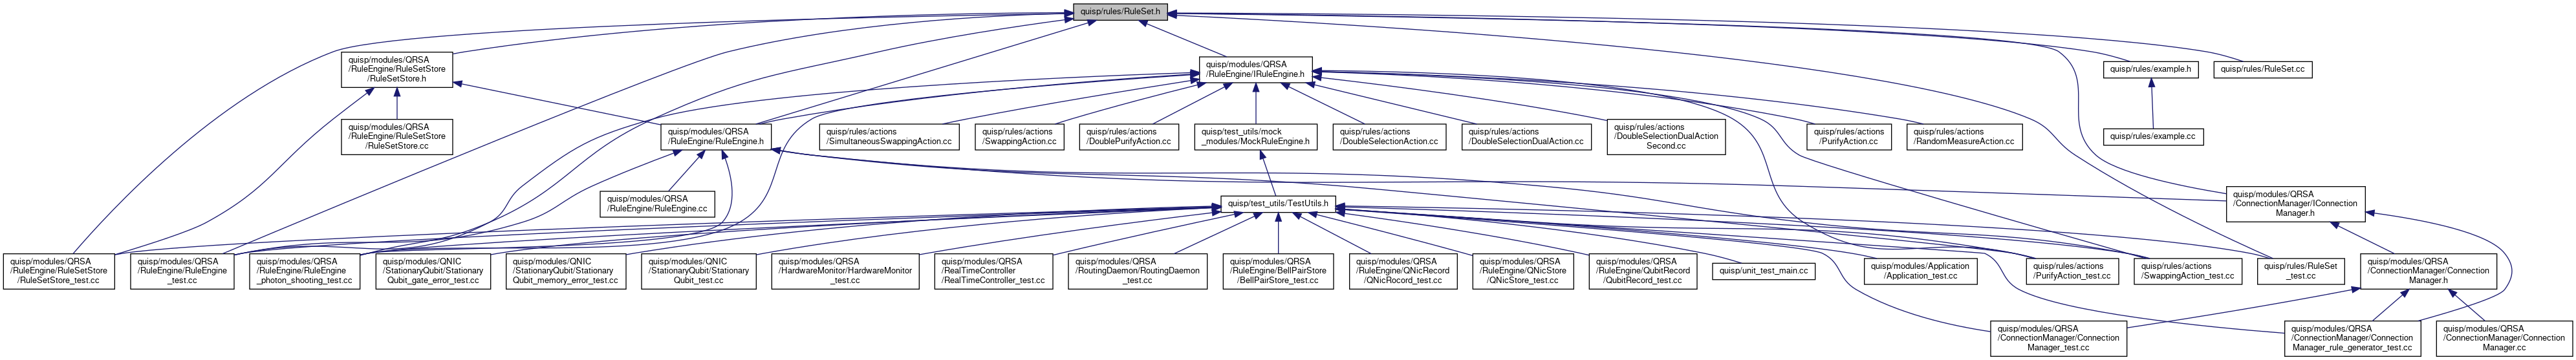 quisp/rules/RuleSet.h
quisp/modules/QRSA
/RuleEngine/RuleSetStore
/RuleSetStore.h
quisp/modules/QRSA
/RuleEngine/IRuleEngine.h
quisp/rules/example.h
quisp/rules/RuleSet.cc
quisp/modules/QRSA
/RuleEngine/RuleSetStore
/RuleSetStore.cc
quisp/modules/QRSA
/RuleEngine/RuleEngine.h
quisp/rules/actions
/SimultaneousSwappingAction.cc
quisp/rules/actions
/SwappingAction.cc
quisp/rules/actions
/DoublePurifyAction.cc
quisp/test_utils/mock
_modules/MockRuleEngine.h
quisp/rules/actions
/DoubleSelectionAction.cc
quisp/rules/actions
/DoubleSelectionDualAction.cc
quisp/rules/actions
/DoubleSelectionDualAction
Second.cc
quisp/rules/actions
/PurifyAction.cc
quisp/rules/actions
/RandomMeasureAction.cc
quisp/rules/example.cc
quisp/modules/QRSA
/RuleEngine/RuleEngine.cc
quisp/test_utils/TestUtils.h
quisp/modules/QRSA
/ConnectionManager/IConnection
Manager.h
quisp/modules/QRSA
/RuleEngine/RuleSetStore
/RuleSetStore_test.cc
quisp/modules/QRSA
/RuleEngine/RuleEngine
_test.cc
quisp/modules/QRSA
/RuleEngine/RuleEngine
_photon_shooting_test.cc
quisp/modules/QNIC
/StationaryQubit/Stationary
Qubit_gate_error_test.cc
quisp/modules/QNIC
/StationaryQubit/Stationary
Qubit_memory_error_test.cc
quisp/modules/QNIC
/StationaryQubit/Stationary
Qubit_test.cc
quisp/modules/QRSA
/HardwareMonitor/HardwareMonitor
_test.cc
quisp/modules/QRSA
/RealTimeController
/RealTimeController_test.cc
quisp/modules/QRSA
/RoutingDaemon/RoutingDaemon
_test.cc
quisp/modules/QRSA
/RuleEngine/BellPairStore
/BellPairStore_test.cc
quisp/modules/QRSA
/RuleEngine/QNicRecord
/QNicRocord_test.cc
quisp/modules/QRSA
/RuleEngine/QNicStore
/QNicStore_test.cc
quisp/modules/QRSA
/RuleEngine/QubitRecord
/QubitRecord_test.cc
quisp/unit_test_main.cc
quisp/modules/Application
/Application_test.cc
quisp/rules/actions
/PurifyAction_test.cc
quisp/rules/actions
/SwappingAction_test.cc
quisp/rules/RuleSet
_test.cc
quisp/modules/QRSA
/ConnectionManager/Connection
Manager.h
quisp/modules/QRSA
/ConnectionManager/Connection
Manager_test.cc
quisp/modules/QRSA
/ConnectionManager/Connection
Manager_rule_generator_test.cc
quisp/modules/QRSA
/ConnectionManager/Connection
Manager.cc